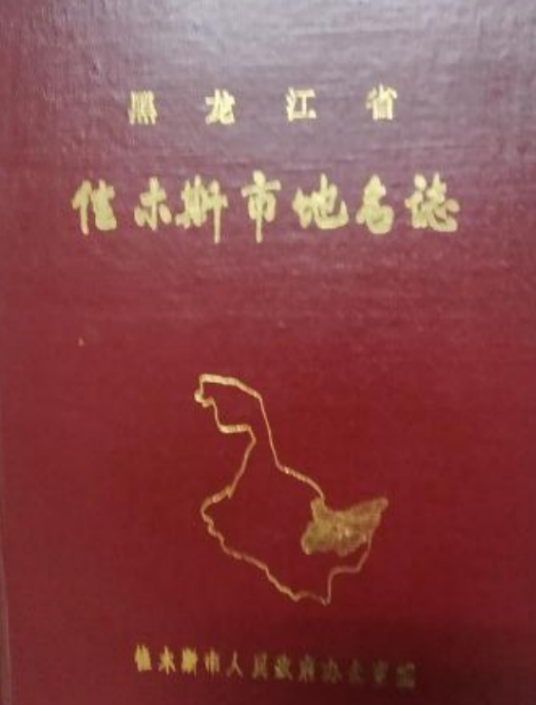 黑龙江省
佳木斯市地名誌
佳木斯市人民政府办公室编